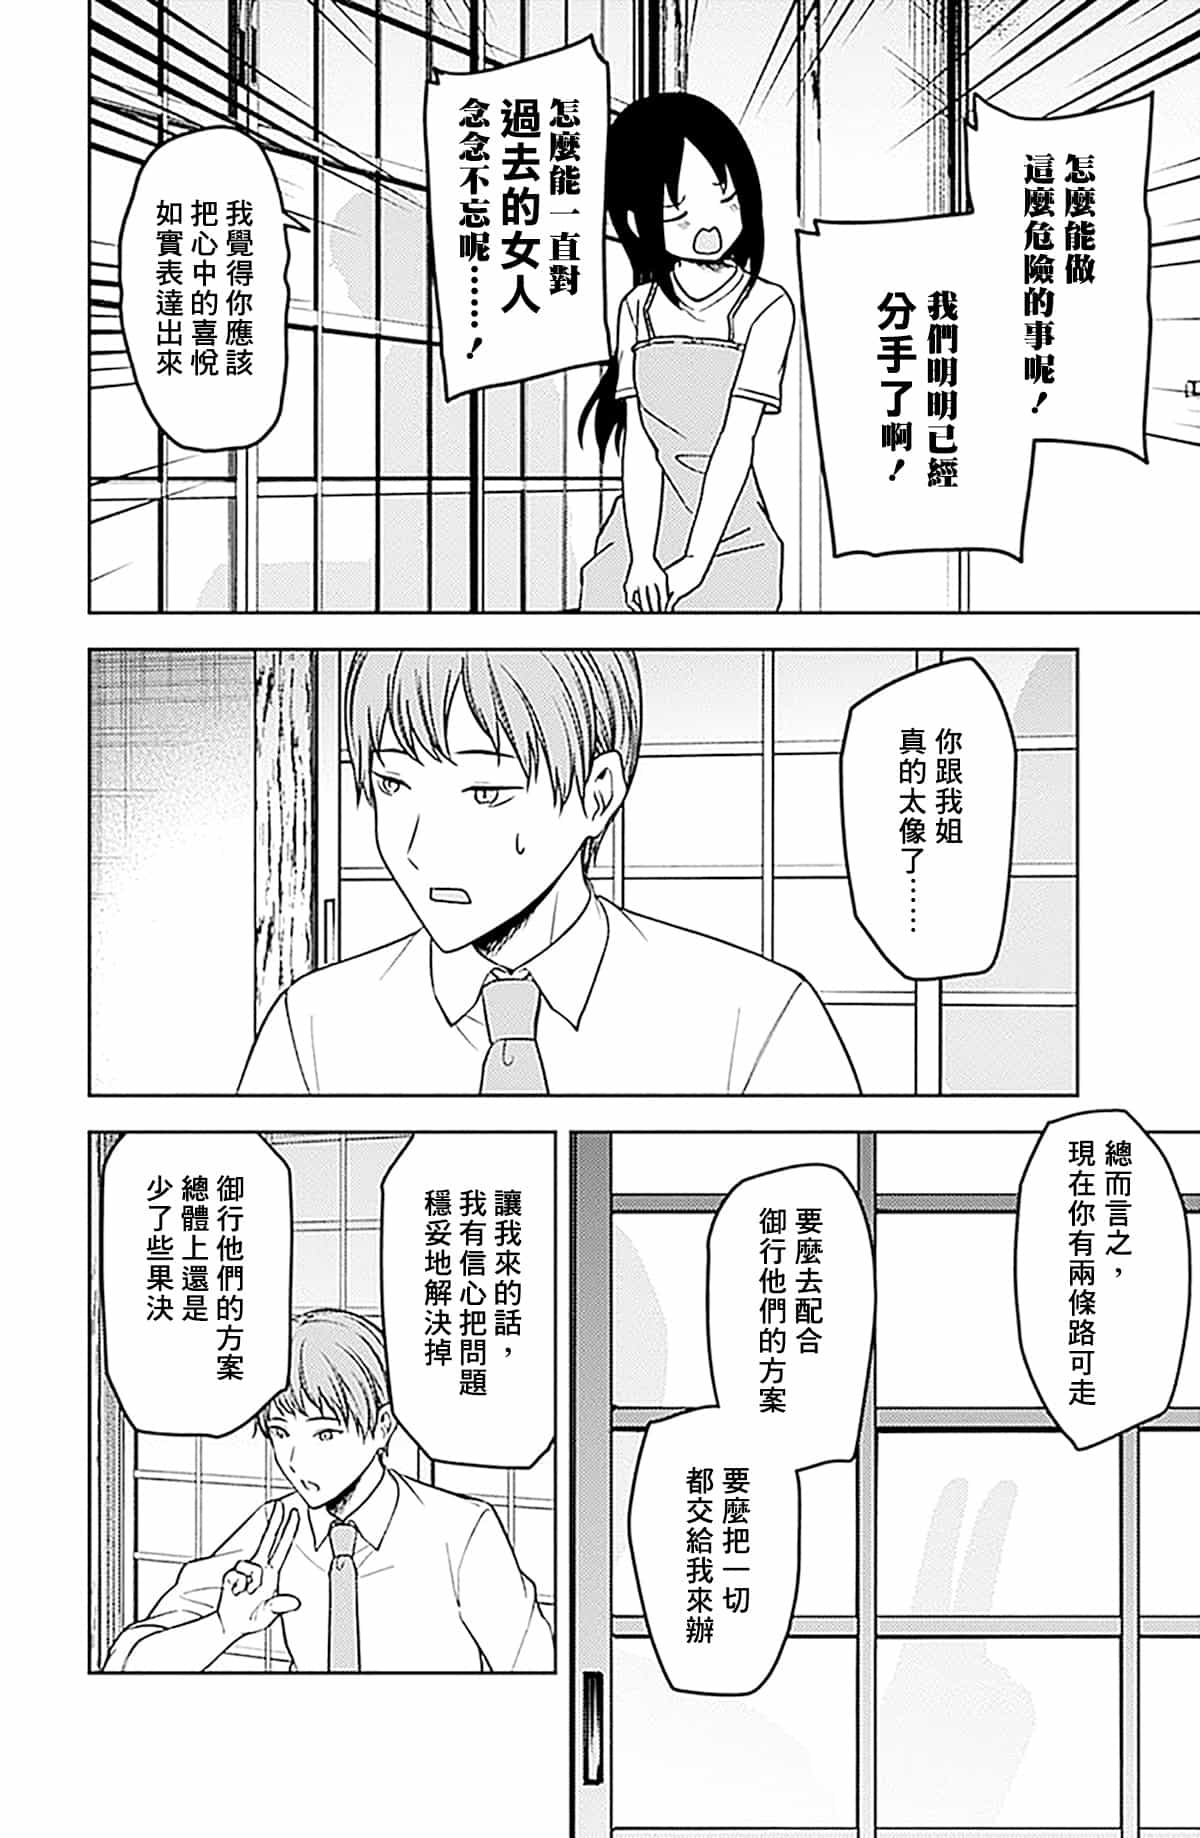 怎麼能做
這麼危險的事呢！
我們明明已經
分手了啊！
怎麼能一直對
過去的女人
念念不忘呢……！
我覺得你應該
把心中的喜悅
如實表達出來
你跟我姐
真的太像了……
總而言之，
現在你有兩條路可走
要麼去配合
御行他們的方案
要麼把一切
都交給我來辦
讓我來的話，
我有信心把問題
穩妥地解決掉
御行他們的方案
總體上還是
少了些果決